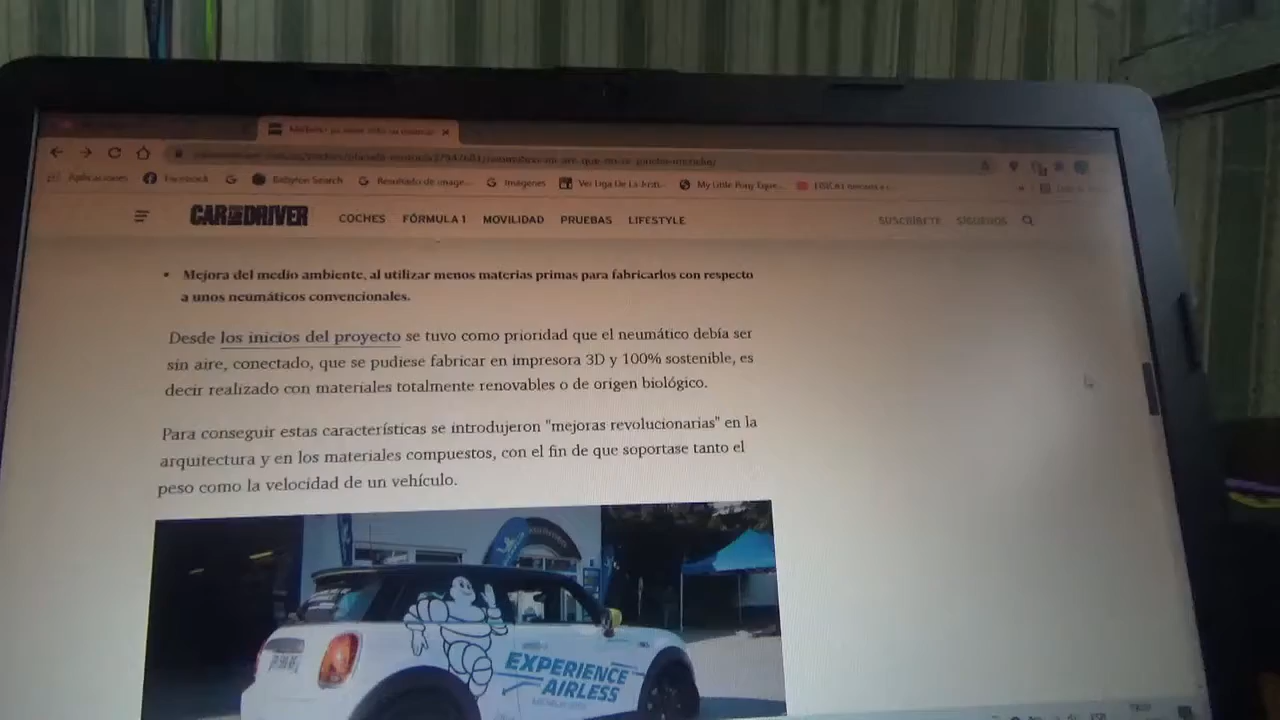 Aplicaciones Facebook Babylon Search Resultado de image... Imágenes Ver Liga De La Justi... My Little Pony Eque...
CAR AND DRIVER COCHES FÓRMULA 1 MOVILIDAD PRUEBAS LIFESTYLE SUSCRÍBETE SÍGUENOS
• Mejora del medio ambiente, al utilizar menos materias primas para fabricarlos con respecto
a unos neumáticos convencionales.
Desde los inicios del proyecto se tuvo como prioridad que el neumático debía ser
sin aire, conectado, que se pudiese fabricar en impresora 3D y 100% sostenible, es
decir realizado con materiales totalmente renovables o de origen biológico.
Para conseguir estas características se introdujeron "mejoras revolucionarias" en la
arquitectura y en los materiales compuestos, con el fin de que soportase tanto el
peso como la velocidad de un vehículo.
EXPERIENCE
AIRLESS